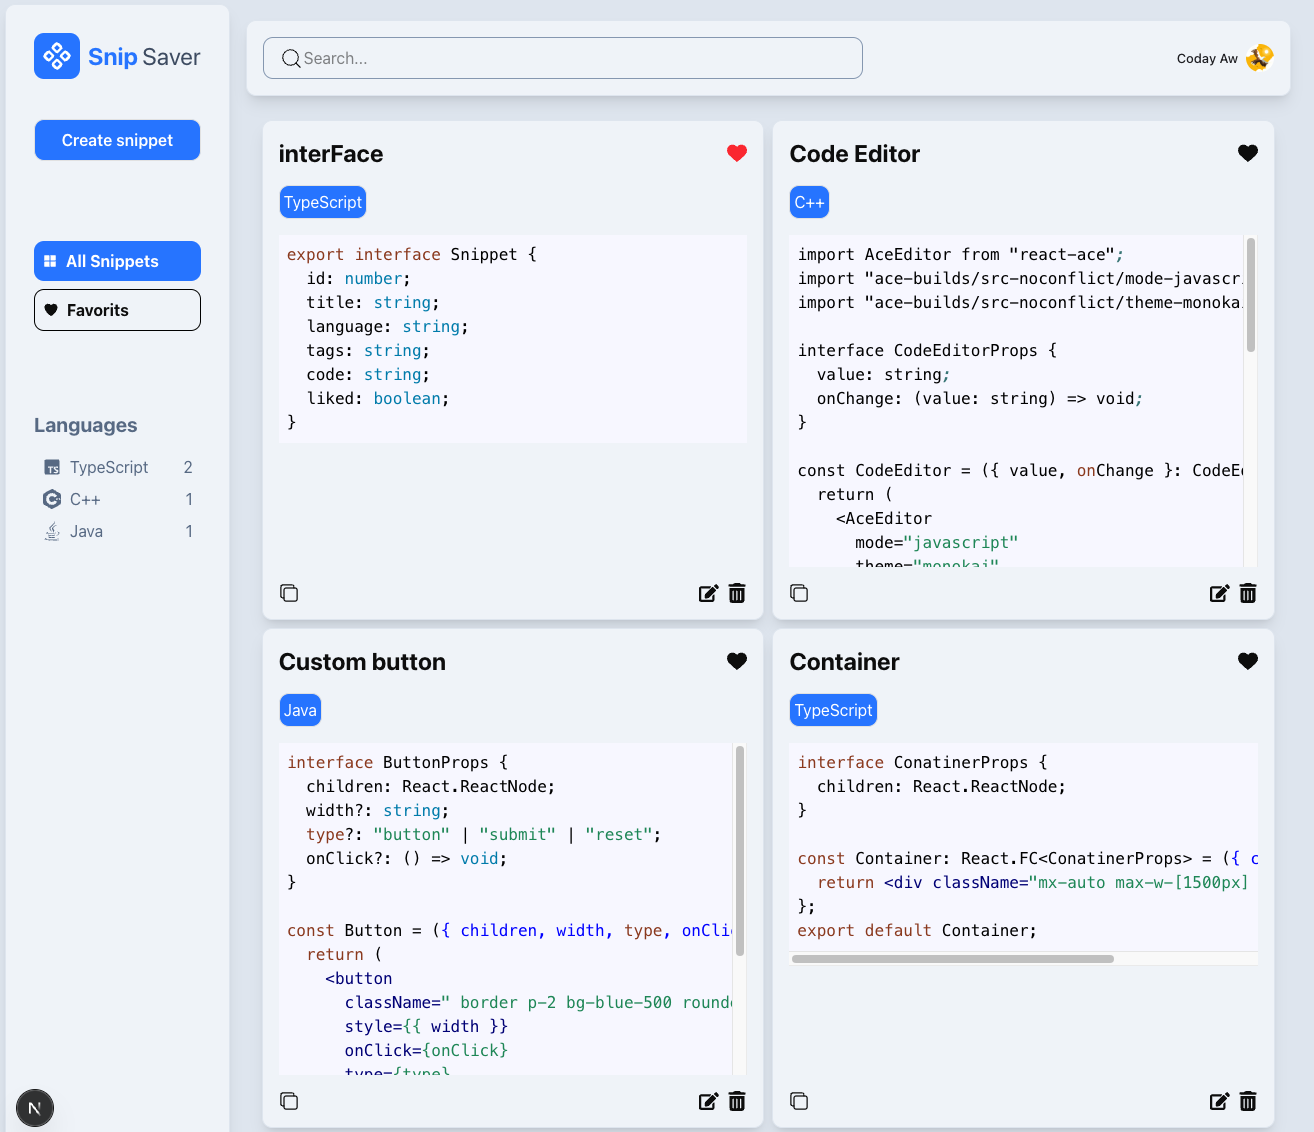 Snip Saver
Create snippet
All Snippets
Favorits
Languages
TypeScript 2
C++ 1
Java 1
N
Search...
Coday Aw
interFace
TypeScript
export interface Snippet {
  id: number;
  title: string;
  language: string;
  tags: string;
  code: string;
  liked: boolean;
}
Code Editor
C++
import AceEditor from "react-ace";
import "ace-builds/src-noconflict/mode-javascr
import "ace-builds/src-noconflict/theme-monoka
interface CodeEditorProps {
  value: string;
  onChange: (value: string) => void;
}
const CodeEditor = ({ value, onChange }: CodeEd
  return (
    <AceEditor
      mode="javascript"
      theme="monokai"
Custom button
Java
interface ButtonProps {
  children: React.ReactNode;
  width?: string;
  type?: "button" | "submit" | "reset";
  onClick?: () => void;
}
const Button = ({ children, width, type, onClic
  return (
    <button
      className=" border p-2 bg-blue-500 rounde
      style={{ width }}
      onClick={onClick}
      type={type}
Container
TypeScript
interface ConatinerProps {
  children: React.ReactNode;
}
const Container: React.FC<ConatinerProps> = ({ c
  return <div className="mx-auto max-w-[1500px]
};
export default Container;